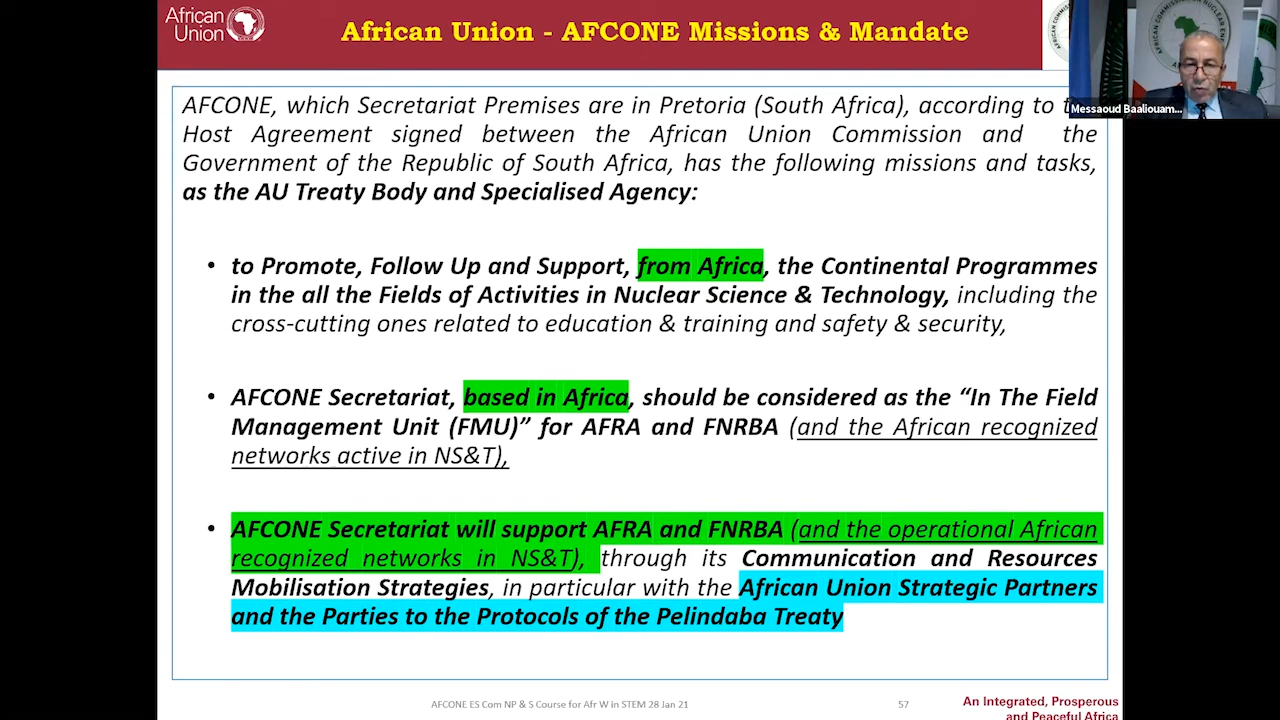 African
Union
African Union - AFCONE Missions & Mandate
Messaoud Baaliouam...
AFCONE, which Secretariat Premises are in Pretoria (South Africa), according to
Host Agreement signed between the African Union Commission and the
Government of the Republic of South Africa, has the following missions and tasks,
as the AU Treaty Body and Specialised Agency:
• to Promote, Follow Up and Support, from Africa, the Continental Programmes
in the all the Fields of Activities in Nuclear Science & Technology, including the
cross-cutting ones related to education & training and safety & security,
• AFCONE Secretariat, based in Africa, should be considered as the “In The Field
Management Unit (FMU)” for AFRA and FNRBA (and the African recognized
networks active in NS&T),
• AFCONE Secretariat will support AFRA and FNRBA (and the operational African
recognized networks in NS&T), through its Communication and Resources
Mobilisation Strategies, in particular with the African Union Strategic Partners
and the Parties to the Protocols of the Pelindaba Treaty
AFCONE ES Com NP & S Course for Afr W in STEM 28 Jan 21
57
An Integrated, Prosperous
and Peaceful Africa